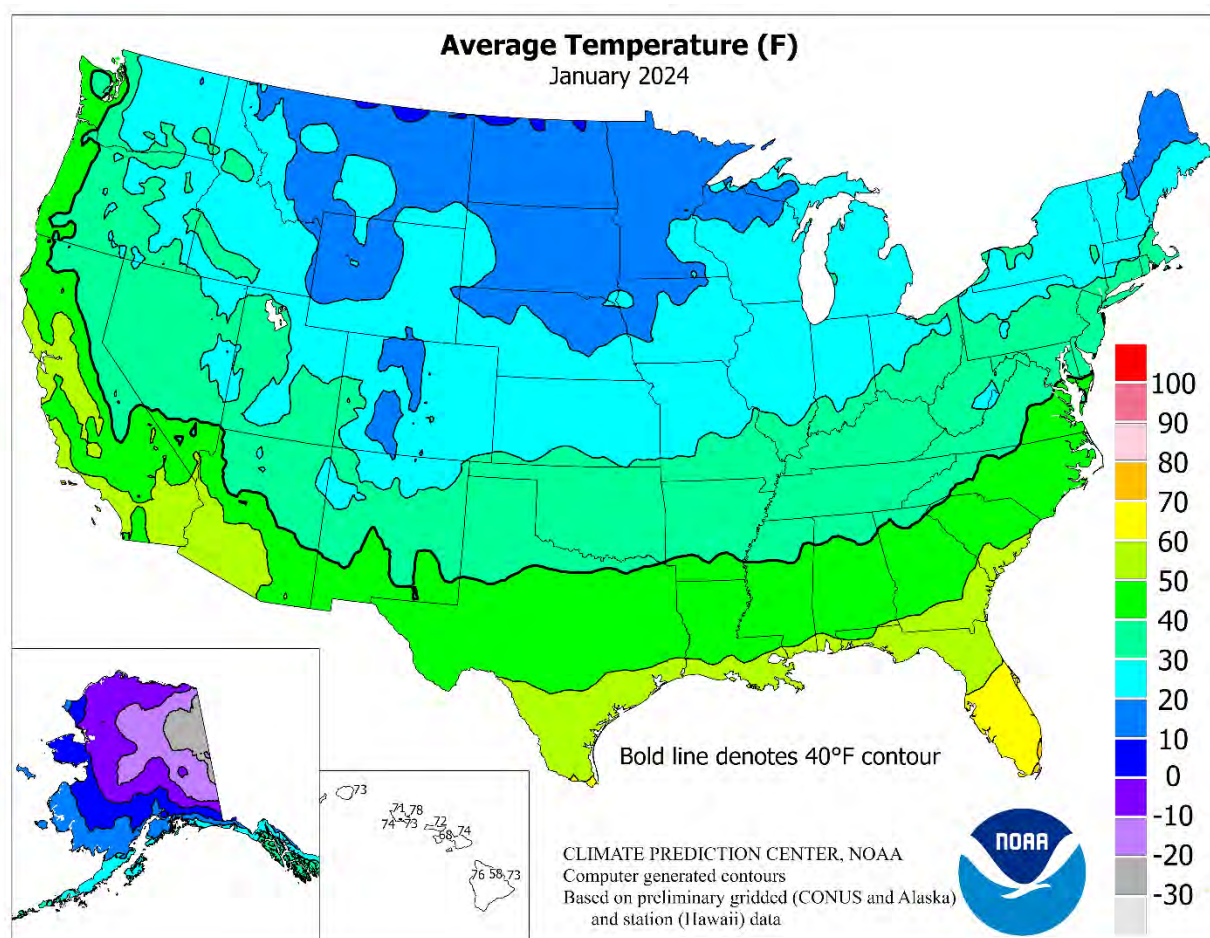 Average Temperature (F)
January 2024
100
90
80
70
60
50
40
30
20
10
0
-10
-20
-30
Bold line denotes 40°F contour
73
71 78
74 73 72
68 74
76 58 73
CLIMATE PREDICTION CENTER, NOAA
Computer generated contours
Based on preliminary gridded (CONUS and Alaska)
and station (Hawaii) data
NOAA